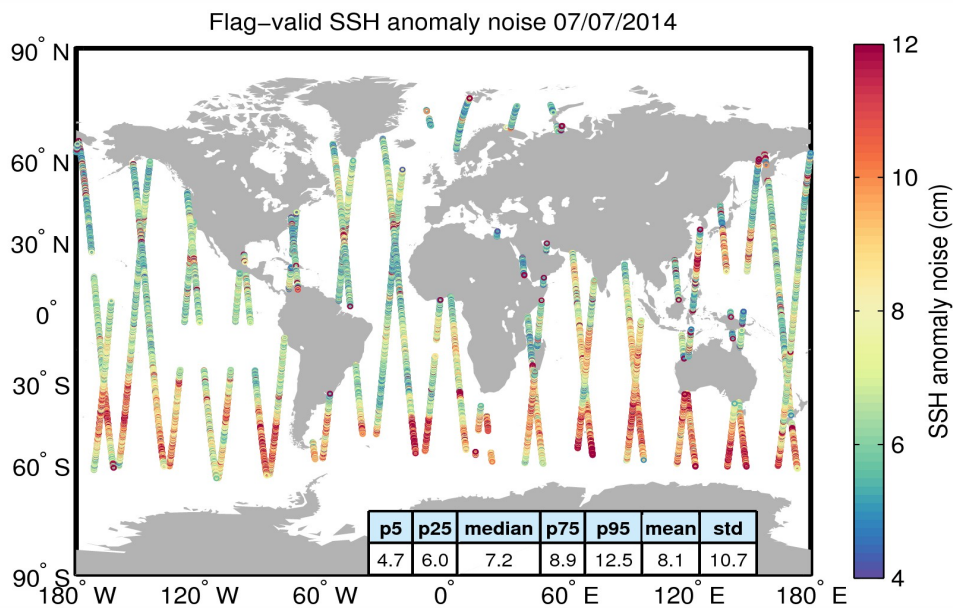 Flag−valid SSH anomaly noise 07/07/2014
90° N
60° N
30° N
0°
30° S
60° S
90° S
180° W 120° W 60° W 0° 60° E 120° E 180° E
p5 p25 median p75 p95 mean std
4.7 6.0 7.2 8.9 12.5 8.1 10.7
12
10
8
6
4
SSH anomaly noise (cm)